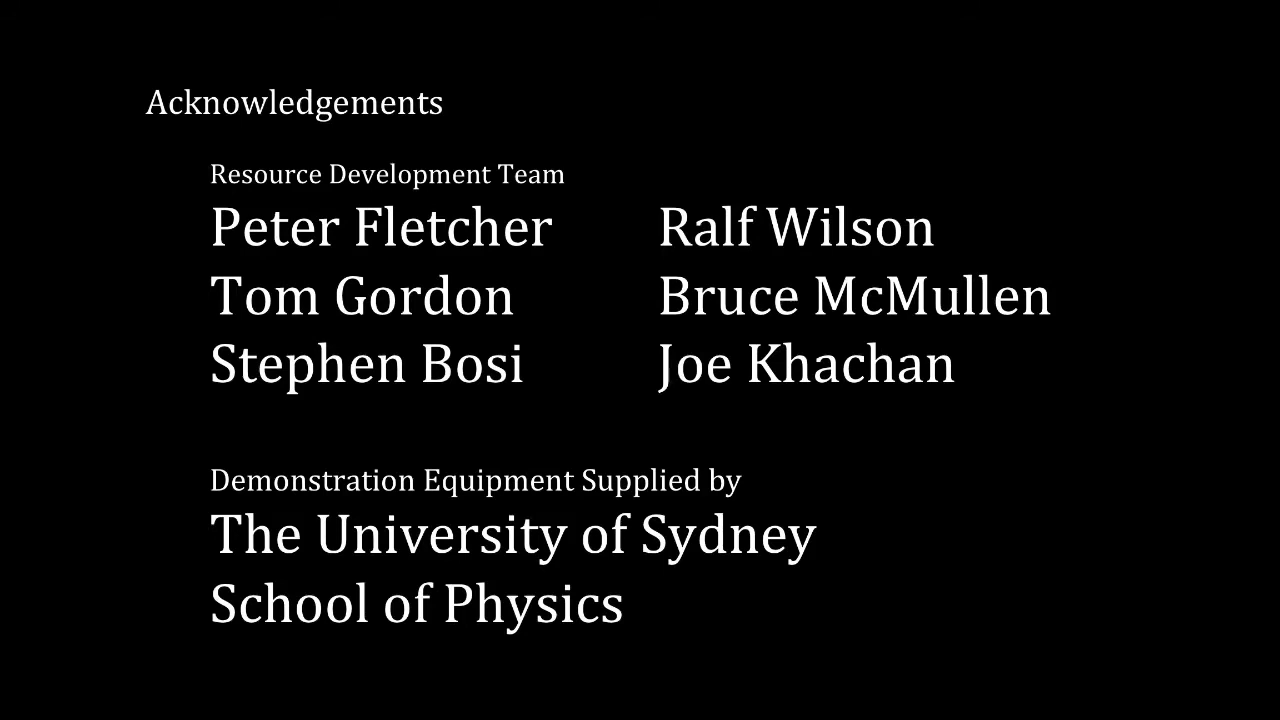 Acknowledgements
Resource Development Team
Peter Fletcher
Ralf Wilson
Tom Gordon
Bruce McMullen
Stephen Bosi
Joe Khachan
Demonstration Equipment Supplied by
The University of Sydney
School of Physics